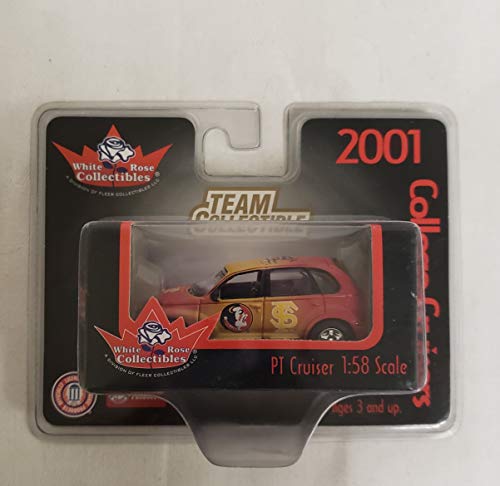 White Rose
Collectibles
A DIVISION OF FLEER COLLECTIBLES LLC
TEAM
COLLECTIBLE
2001
College
FS
White Rose
Collectibles
A DIVISION OF FLEER COLLECTIBLES LLC
PT Cruiser 1:58 Scale
ages 3 and up.